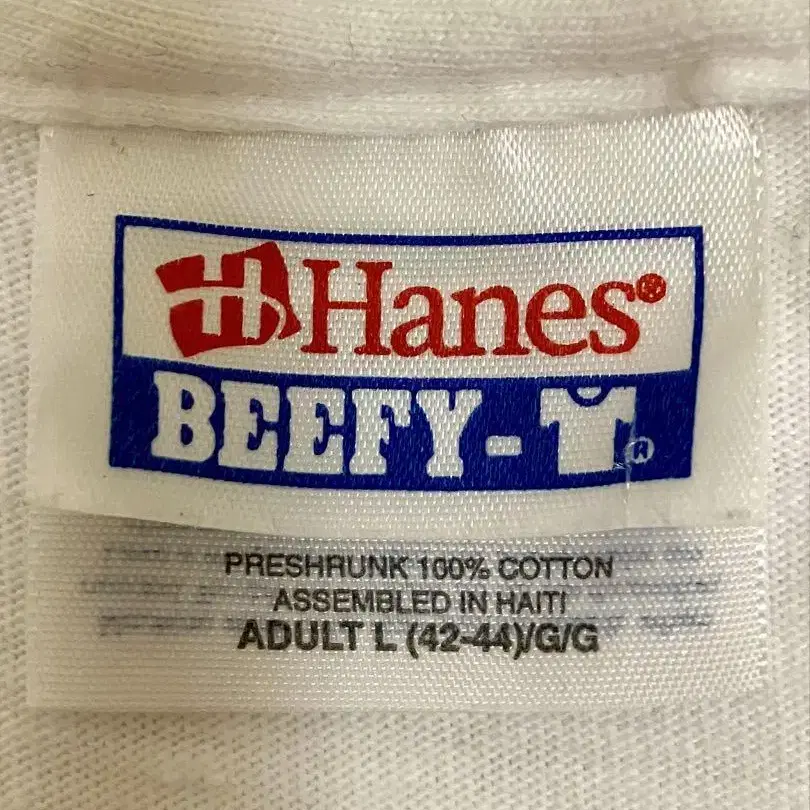 H Hanes®
BEEFY-T®
PRESHRUNK 100% COTTON
ASSEMBLED IN HAITI
ADULT L (42-44)/G/G